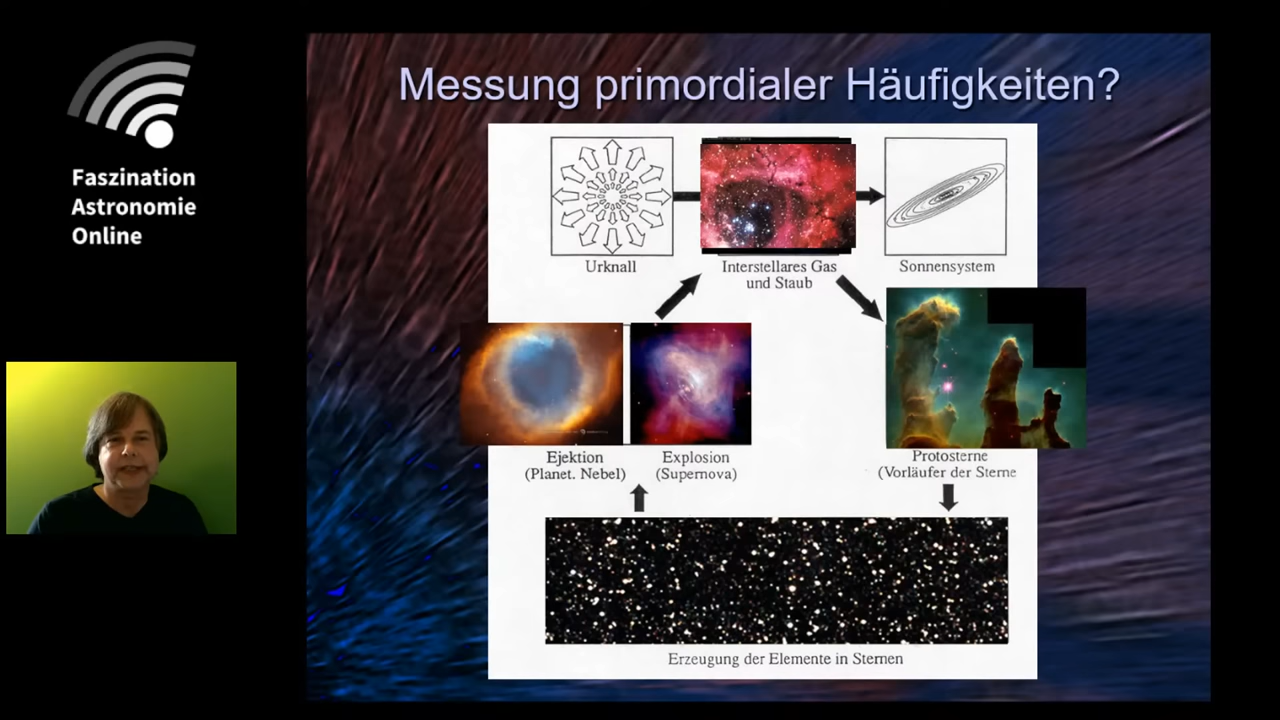 Faszination
Astronomie
Online
Messung primordialer Häufigkeiten?
Urknall
Interstellares Gas
und Staub
Sonnensystem
Ejektion
(Planet. Nebel)
Explosion
(Supernova)
Protosterne
(Vorläufer der Sterne
Erzeugung der Elemente in Sternen